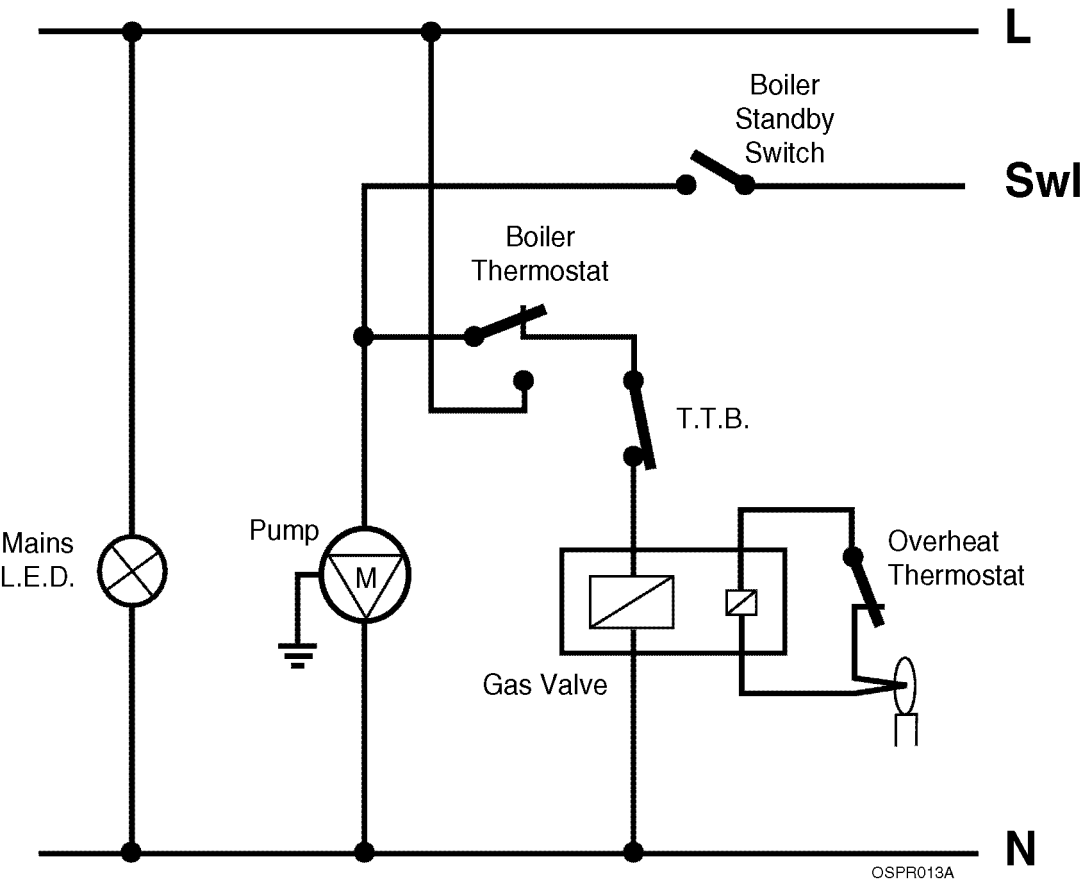 L
Boiler
Standby
Switch
Swl
Boiler
Thermostat
T.T.B.
Pump
Mains
L.E.D.
M
Overheat
Thermostat
Gas Valve
N
OSPR013A